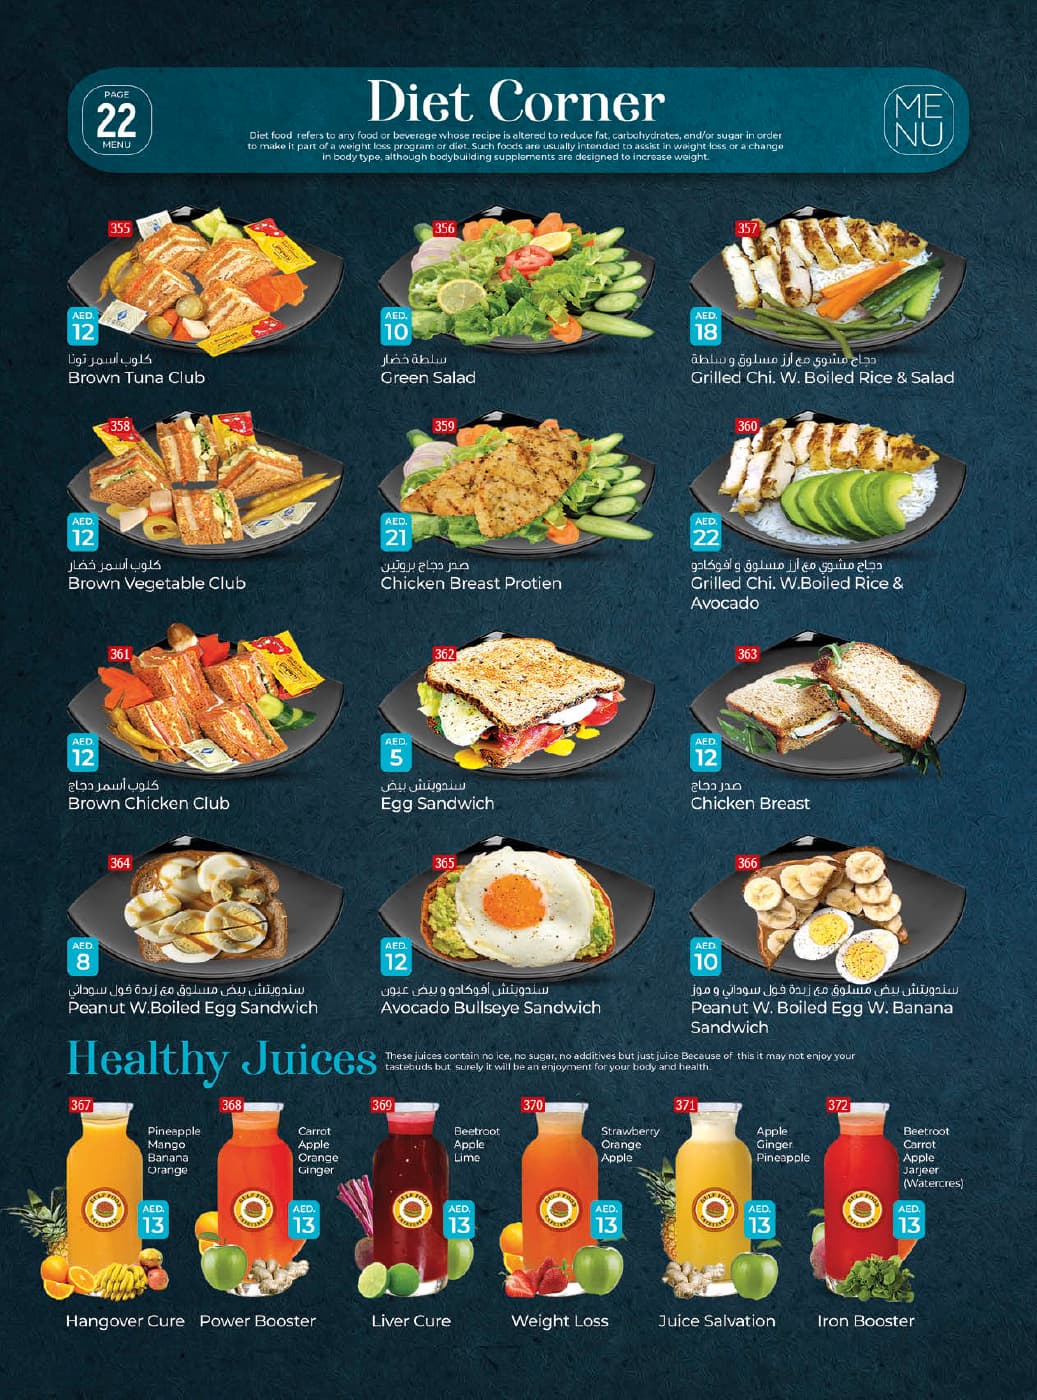 PAGE
22
MENU
Diet Corner
Diet food refers to any food or beverage whose recipe is altered to reduce fat, carbohydrates, and/or sugar in order
to make it part of a weight loss program or diet. Such foods are usually intended to assist in weight loss or a change
in body type, although bodybuilding supplements are designed to increase weight.
ME
NU
355
AED.
12
كلوب أسمر تونا
Brown Tuna Club
356
AED.
10
سلطة خضار
Green Salad
357
AED.
18
دجاج مشوي مع أرز مسلوق و سلطة
Grilled Chi. W. Boiled Rice & Salad
358
AED.
12
كلوب أسمر خضار
Brown Vegetable Club
359
AED.
21
صدر دجاج بروتين
Chicken Breast Protien
360
AED.
22
دجاج مشوي مع أرز مسلوق و أفوكادو
Grilled Chi. W.Boiled Rice &
Avocado
361
AED.
12
كلوب أسمر دجاج
Brown Chicken Club
362
AED.
5
سندويتش بيض
Egg Sandwich
363
AED.
12
صدر دجاج
Chicken Breast
364
AED.
8
سندويتش بيض مسلوق مع زبدة فول سوداني
Peanut W.Boiled Egg Sandwich
365
AED.
12
سندويتش أفوكادو و بيض عيون
Avocado Bullseye Sandwich
366
AED.
10
سندويتش بيض مسلوق مع زبدة فول سوداني و موز
Peanut W. Boiled Egg W. Banana
Sandwich
Healthy Juices
These juices contain no ice, no sugar, no additives but just juice Because of this it may not enjoy your
tastebuds but surely it will be an enjoyment for your body and health.
367
Pineapple
Mango
Banana
Orange
GULF FOOD
AED.
13
Hangover Cure
368
Carrot
Apple
Orange
Ginger
GULF FOOD
AED.
13
Power Booster
369
Beetroot
Apple
Lime
GULF FOOD
AED.
13
Liver Cure
370
Strawberry
Orange
Apple
GULF FOOD
AED.
13
Weight Loss
371
Apple
Ginger
Pineapple
GULF FOOD
AED.
13
Juice Salvation
372
Beetroot
Carrot
Apple
Jarjeer
(Watercres)
GULF FOOD
AED.
13
Iron Booster